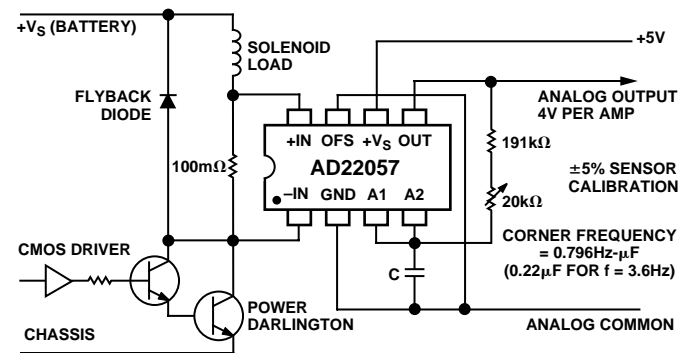 +VS (BATTERY)
SOLENOID
LOAD
+5V
FLYBACK
DIODE
ANALOG OUTPUT
4V PER AMP
+IN OFS +VS OUT
191kΩ
100mΩ
AD22057
±5% SENSOR
CALIBRATION
–IN GND A1 A2
20kΩ
CMOS DRIVER
CORNER FREQUENCY
= 0.796Hz-μF
(0.22μF FOR f = 3.6Hz)
C
POWER
DARLINGTON
CHASSIS
ANALOG COMMON